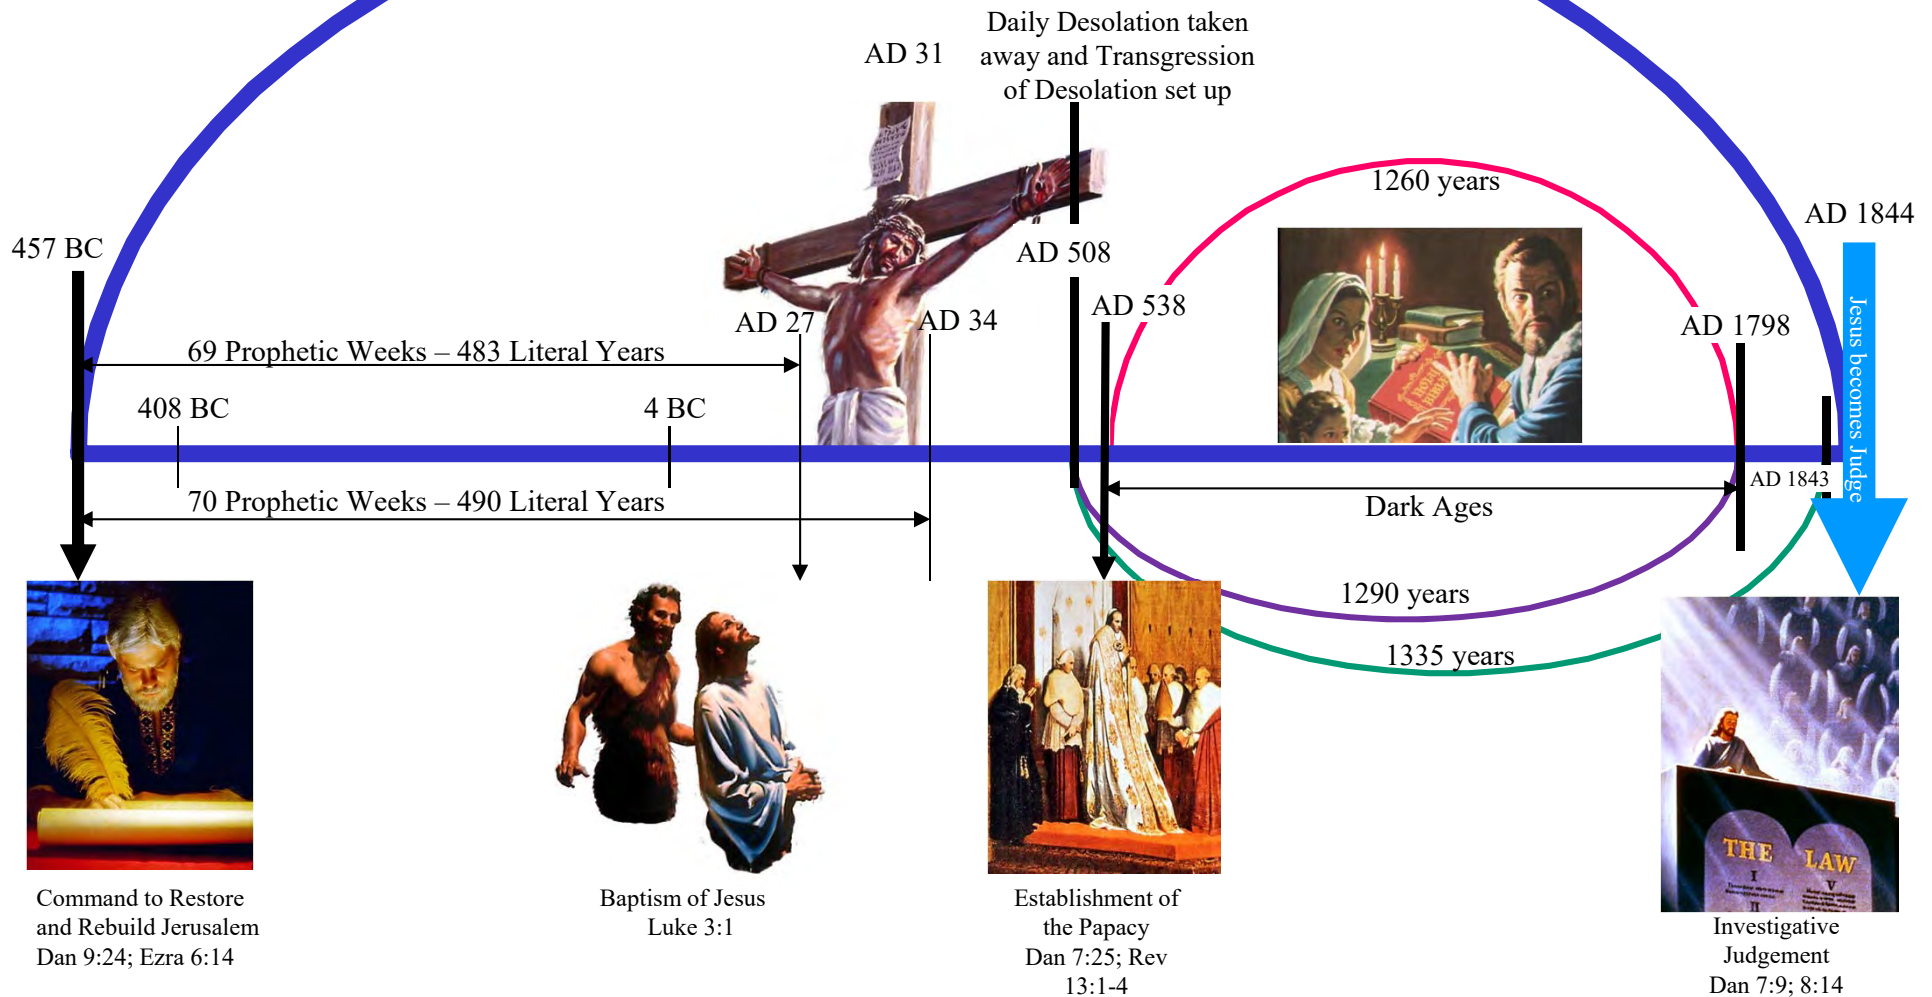 Daily Desolation taken
away and Transgression
of Desolation set up
AD 31
1260 years
AD 1844
457 BC
AD 508
AD 538
AD 27
AD 34
AD 1798
Jesus becomes Judge
69 Prophetic Weeks – 483 Literal Years
408 BC
4 BC
HOLY
BIBLE
AD 1843
70 Prophetic Weeks – 490 Literal Years
Dark Ages
1290 years
1335 years
THE LAW
I V
II
Command to Restore
and Rebuild Jerusalem
Dan 9:24; Ezra 6:14
Baptism of Jesus
Luke 3:1
Establishment of
the Papacy
Dan 7:25; Rev
13:1-4
Investigative
Judgement
Dan 7:9; 8:14